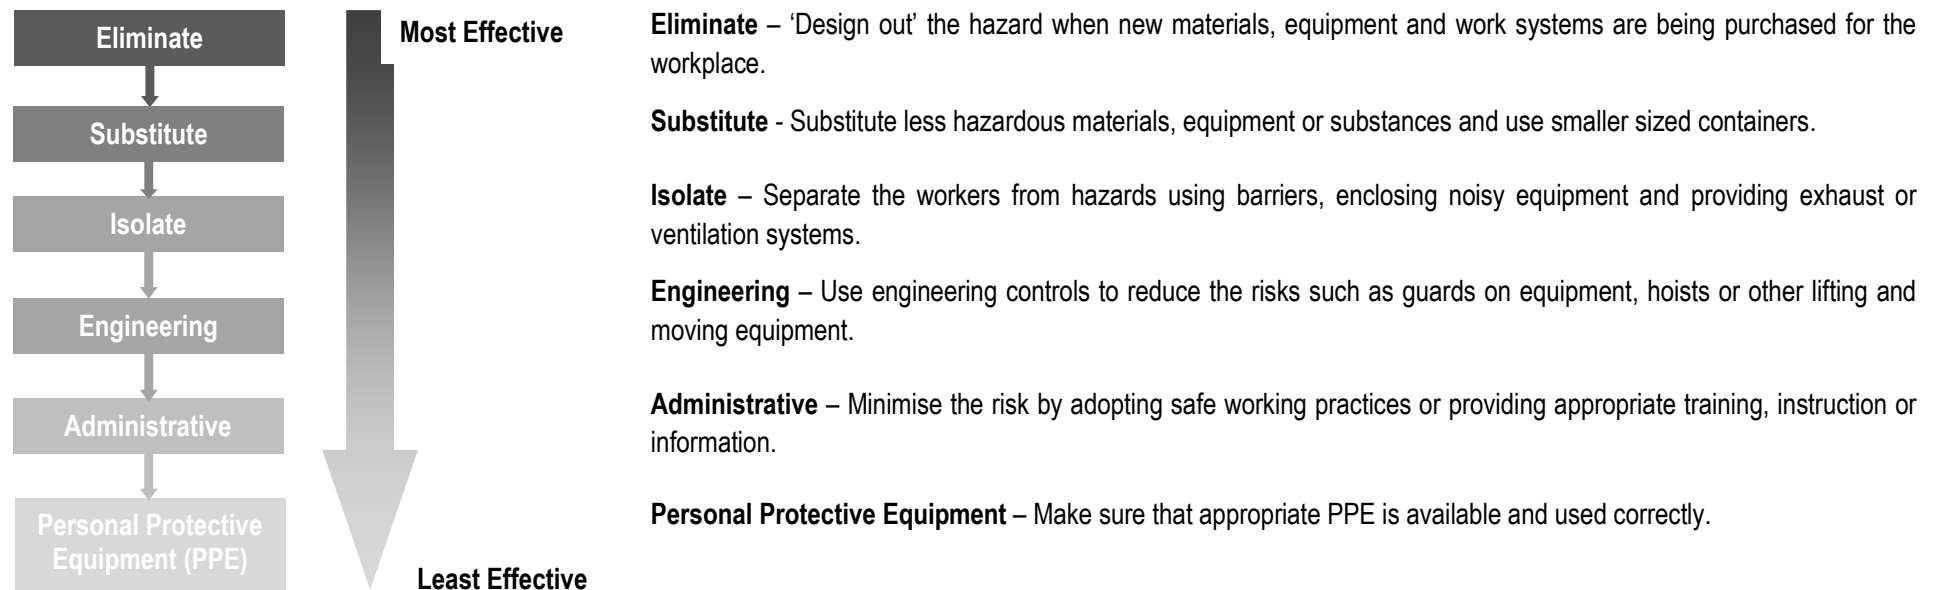 Eliminate
Substitute
Isolate
Engineering
Administrative
Personal Protective
Equipment (PPE)
Most Effective
Least Effective
Eliminate – ‘Design out’ the hazard when new materials, equipment and work systems are being purchased for the
workplace.
Substitute - Substitute less hazardous materials, equipment or substances and use smaller sized containers.
Isolate – Separate the workers from hazards using barriers, enclosing noisy equipment and providing exhaust or
ventilation systems.
Engineering – Use engineering controls to reduce the risks such as guards on equipment, hoists or other lifting and
moving equipment.
Administrative – Minimise the risk by adopting safe working practices or providing appropriate training, instruction or
information.
Personal Protective Equipment – Make sure that appropriate PPE is available and used correctly.